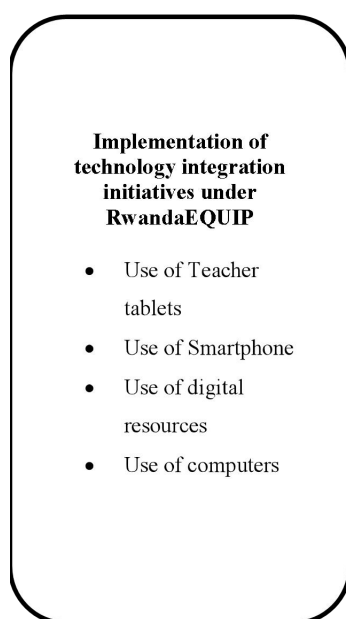 Implementation of
technology integration
initiatives under
RwandaEQUIP
• Use of Teacher
tablets
• Use of Smartphone
• Use of digital
resources
• Use of computers